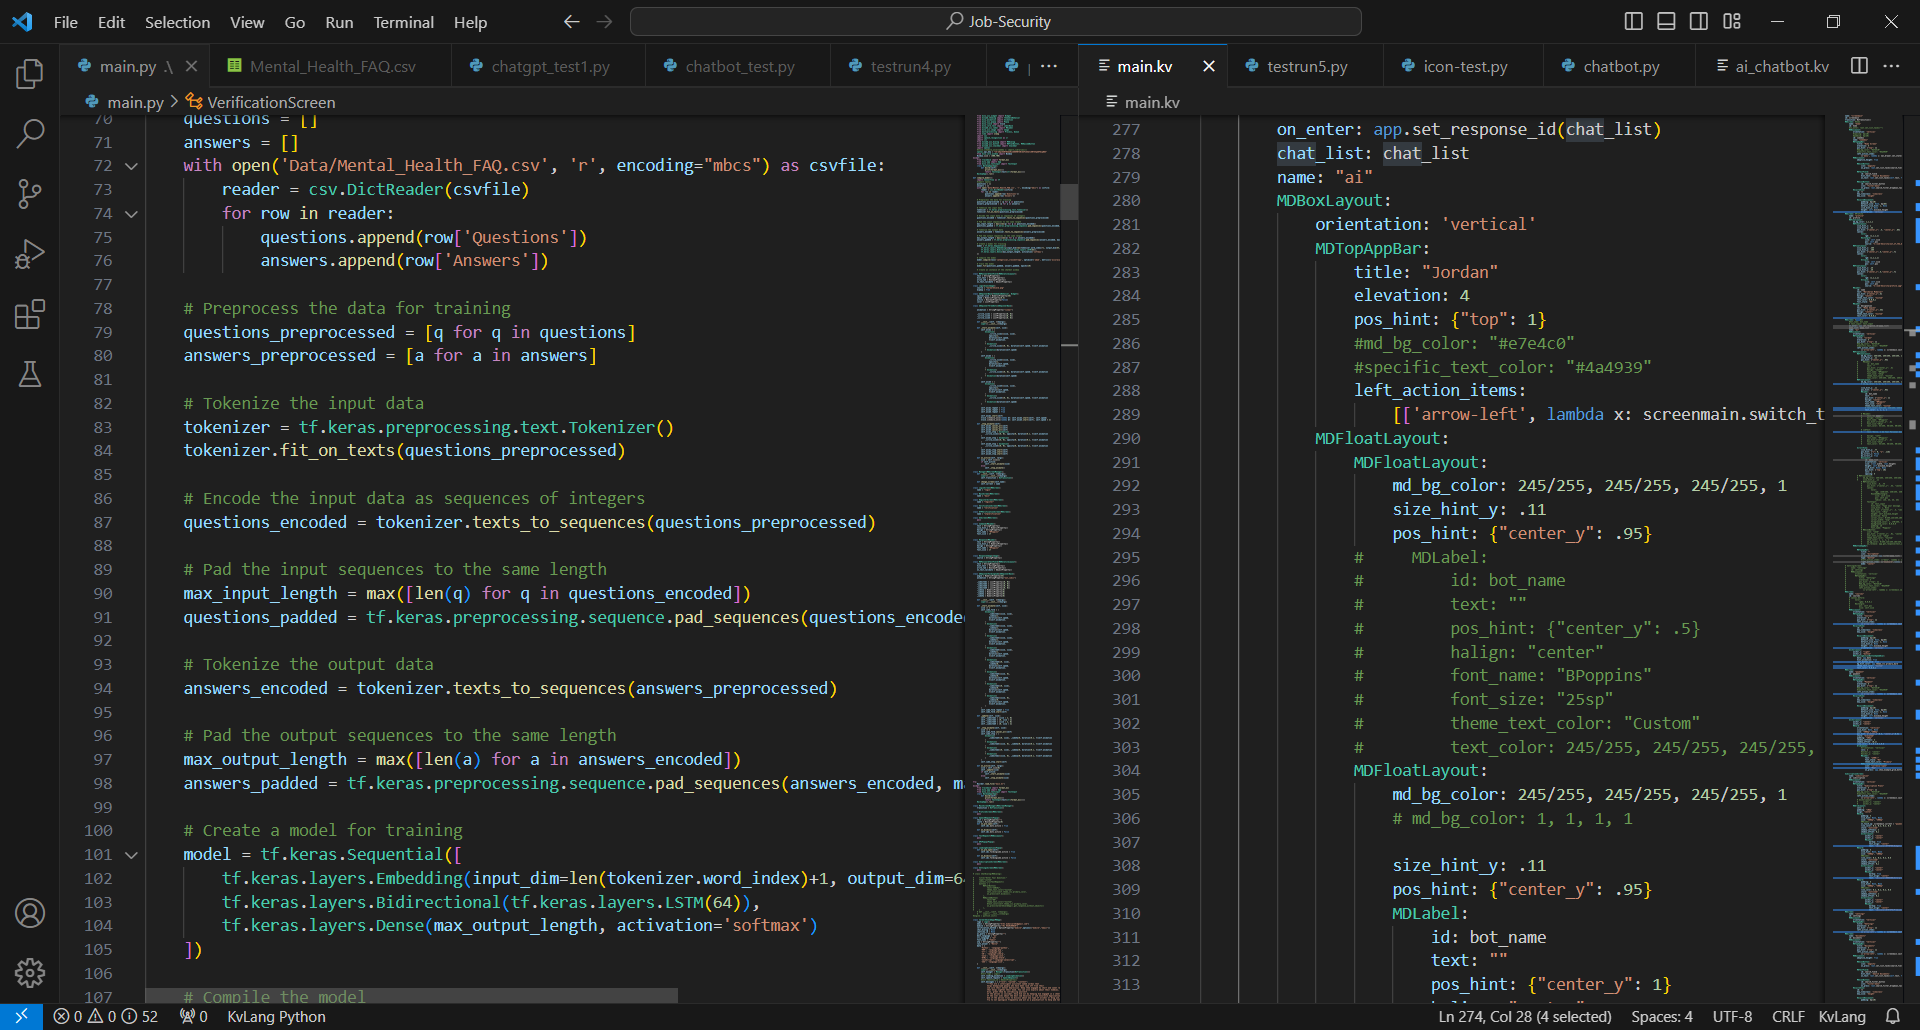 File Edit Selection View Go Run Terminal Help
Job-Security
main.py .\
Mental_Health_FAQ.csv
chatgpt_test1.py
chatbot_test.py
testrun4.py
main.py > VerificationScreen
70 questions = []
71 answers = []
72 with open('Data/Mental_Health_FAQ.csv', 'r', encoding="mbcs") as csvfile:
73 reader = csv.DictReader(csvfile)
74 for row in reader:
75 questions.append(row['Questions'])
76 answers.append(row['Answers'])
77
78 # Preprocess the data for training
79 questions_preprocessed = [q for q in questions]
80 answers_preprocessed = [a for a in answers]
81
82 # Tokenize the input data
83 tokenizer = tf.keras.preprocessing.text.Tokenizer()
84 tokenizer.fit_on_texts(questions_preprocessed)
85
86 # Encode the input data as sequences of integers
87 questions_encoded = tokenizer.texts_to_sequences(questions_preprocessed)
88
89 # Pad the input sequences to the same length
90 max_input_length = max([len(q) for q in questions_encoded])
91 questions_padded = tf.keras.preprocessing.sequence.pad_sequences(questions_encode
92
93 # Tokenize the output data
94 answers_encoded = tokenizer.texts_to_sequences(answers_preprocessed)
95
96 # Pad the output sequences to the same length
97 max_output_length = max([len(a) for a in answers_encoded])
98 answers_padded = tf.keras.preprocessing.sequence.pad_sequences(answers_encoded, m
99
100 # Create a model for training
101 model = tf.keras.Sequential([
102 tf.keras.layers.Embedding(input_dim=len(tokenizer.word_index)+1, output_dim=6
103 tf.keras.layers.Bidirectional(tf.keras.layers.LSTM(64)),
104 tf.keras.layers.Dense(max_output_length, activation='softmax')
105 ])
106
107 # Compile the model
main.kv
testrun5.py
icon-test.py
chatbot.py
ai_chatbot.kv
main.kv
277 on_enter: app.set_response_id(chat_list)
278 chat_list: chat_list
279 name: "ai"
280 MDBoxLayout:
281 orientation: 'vertical'
282 MDTopAppBar:
283 title: "Jordan"
284 elevation: 4
285 pos_hint: {"top": 1}
286 #md_bg_color: "#e7e4c0"
287 #specific_text_color: "#4a4939"
288 left_action_items:
289 [['arrow-left', lambda x: screenmain.switch_t
290 MDFloatLayout:
291 MDFloatLayout:
292 md_bg_color: 245/255, 245/255, 245/255, 1
293 size_hint_y: .11
294 pos_hint: {"center_y": .95}
295 # MDLabel:
296 # id: bot_name
297 # text: ""
298 # pos_hint: {"center_y": .5}
299 # halign: "center"
300 # font_name: "BPoppins"
301 # font_size: "25sp"
302 # theme_text_color: "Custom"
303 # text_color: 245/255, 245/255, 245/255,
304 MDFloatLayout:
305 md_bg_color: 245/255, 245/255, 245/255, 1
306 # md_bg_color: 1, 1, 1, 1
307
308 size_hint_y: .11
309 pos_hint: {"center_y": .95}
310 MDLabel:
311 id: bot_name
312 text: ""
313 pos_hint: {"center_y": 1}
0 0 52 0 KvLang Python
Ln 274, Col 28 (4 selected) Spaces: 4 UTF-8 CRLF KvLang